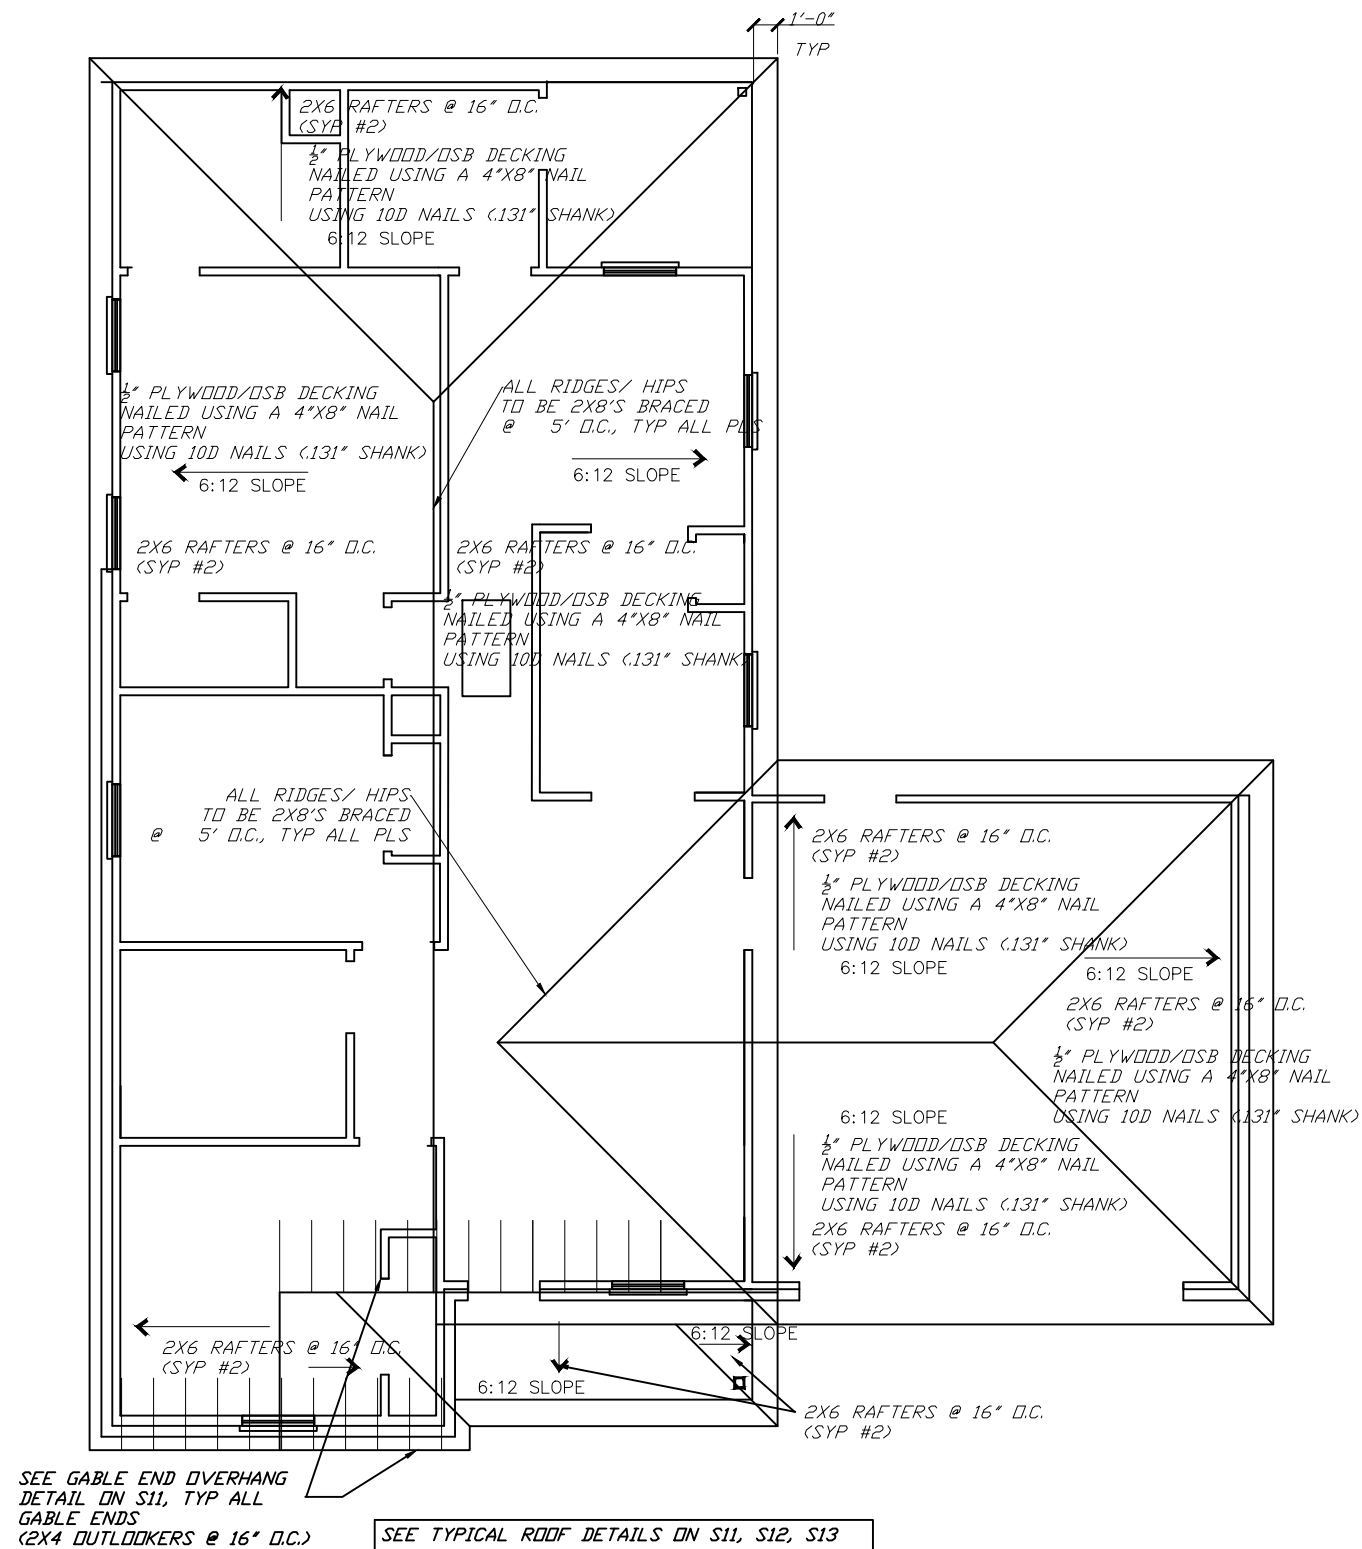 1'-0"
TYP
2X6 RAFTERS @ 16" O.C.
(SYP #2)
½" PLYWOOD/OSB DECKING
NAILED USING A 4"X8" NAIL
PATTERN
USING 10D NAILS (.131" SHANK)
6:12 SLOPE
½" PLYWOOD/OSB DECKING
NAILED USING A 4"X8" NAIL
PATTERN
USING 10D NAILS (.131" SHANK)
6:12 SLOPE
2X6 RAFTERS @ 16" O.C.
(SYP #2)
ALL RIDGES/ HIPS
TO BE 2X8'S BRACED
@ 5' O.C., TYP ALL PLS
6:12 SLOPE
2X6 RAFTERS @ 16" O.C.
(SYP #2)
½" PLYWOOD/OSB DECKING
NAILED USING A 4"X8" NAIL
PATTERN
USING 10D NAILS (.131" SHANK)
ALL RIDGES/ HIPS
TO BE 2X8'S BRACED
@ 5' O.C., TYP ALL PLS
2X6 RAFTERS @ 16" O.C.
(SYP #2)
½" PLYWOOD/OSB DECKING
NAILED USING A 4"X8" NAIL
PATTERN
USING 10D NAILS (.131" SHANK)
6:12 SLOPE
6:12 SLOPE
2X6 RAFTERS @ 16" O.C.
(SYP #2)
½" PLYWOOD/OSB DECKING
NAILED USING A 4"X8" NAIL
PATTERN
USING 10D NAILS (.131" SHANK)
6:12 SLOPE
½" PLYWOOD/OSB DECKING
NAILED USING A 4"X8" NAIL
PATTERN
USING 10D NAILS (.131" SHANK)
2X6 RAFTERS @ 16" O.C.
(SYP #2)
2X6 RAFTERS @ 16" O.C.
(SYP #2)
6:12 SLOPE
6:12 SLOPE
2X6 RAFTERS @ 16" O.C.
(SYP #2)
SEE GABLE END OVERHANG
DETAIL ON S11, TYP ALL
GABLE ENDS
(2X4 OUTLOOKERS @ 16" O.C.)
SEE TYPICAL ROOF DETAILS ON S11, S12, S13